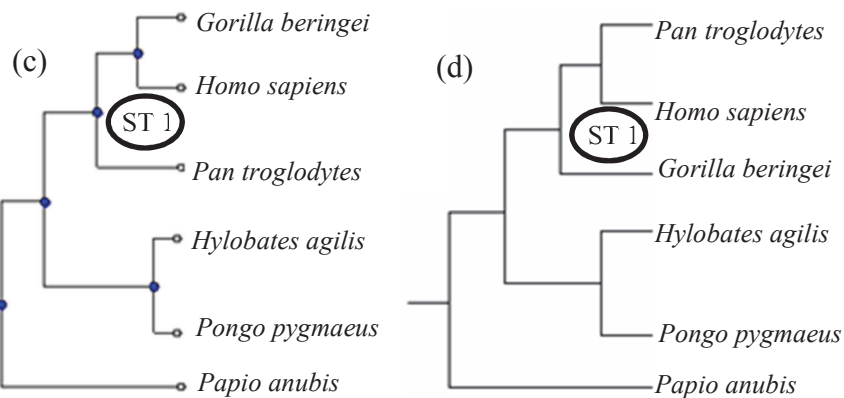 (c)
Gorilla beringei
Homo sapiens
ST 1
Pan troglodytes
Hylobates agilis
Pongo pygmaeus
Papio anubis
(d)
Pan troglodytes
Homo sapiens
ST 1
Gorilla beringei
Hylobates agilis
Pongo pygmaeus
Papio anubis